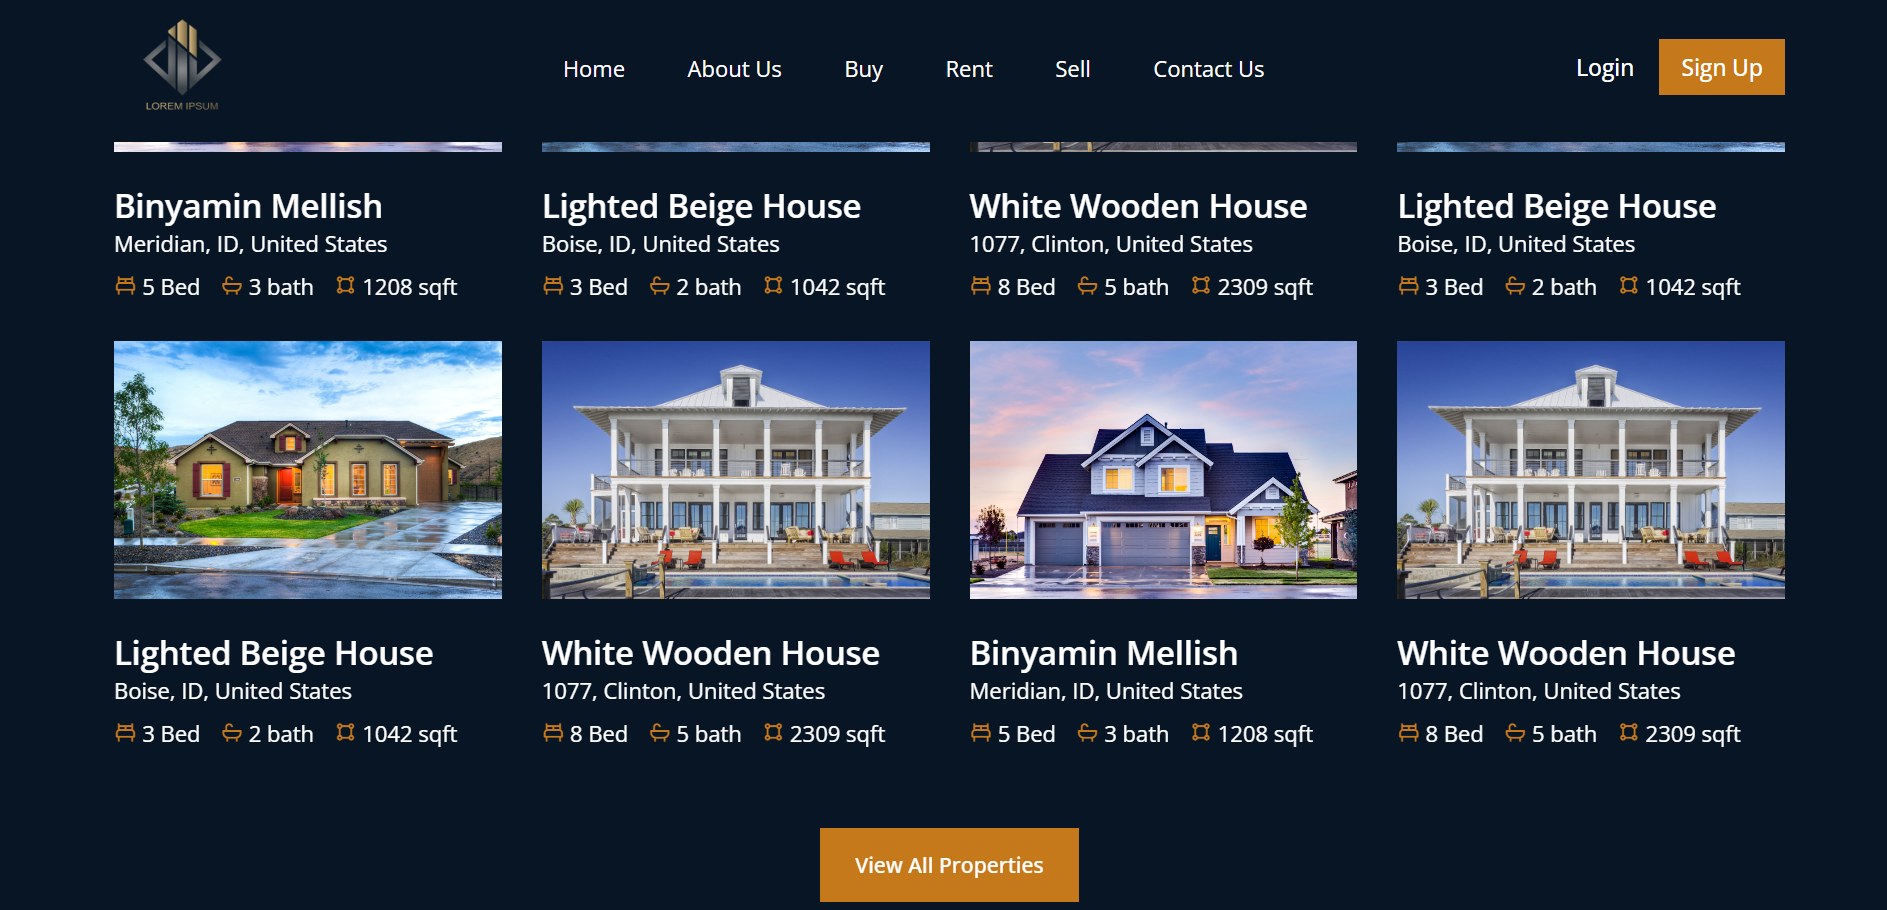 LOREM IPSUM
Home About Us Buy Rent Sell Contact Us
Login Sign Up
Binyamin Mellish
Meridian, ID, United States
5 Bed 3 bath 1208 sqft
Lighted Beige House
Boise, ID, United States
3 Bed 2 bath 1042 sqft
White Wooden House
1077, Clinton, United States
8 Bed 5 bath 2309 sqft
Lighted Beige House
Boise, ID, United States
3 Bed 2 bath 1042 sqft
Lighted Beige House
Boise, ID, United States
3 Bed 2 bath 1042 sqft
White Wooden House
1077, Clinton, United States
8 Bed 5 bath 2309 sqft
Binyamin Mellish
Meridian, ID, United States
5 Bed 3 bath 1208 sqft
White Wooden House
1077, Clinton, United States
8 Bed 5 bath 2309 sqft
View All Properties